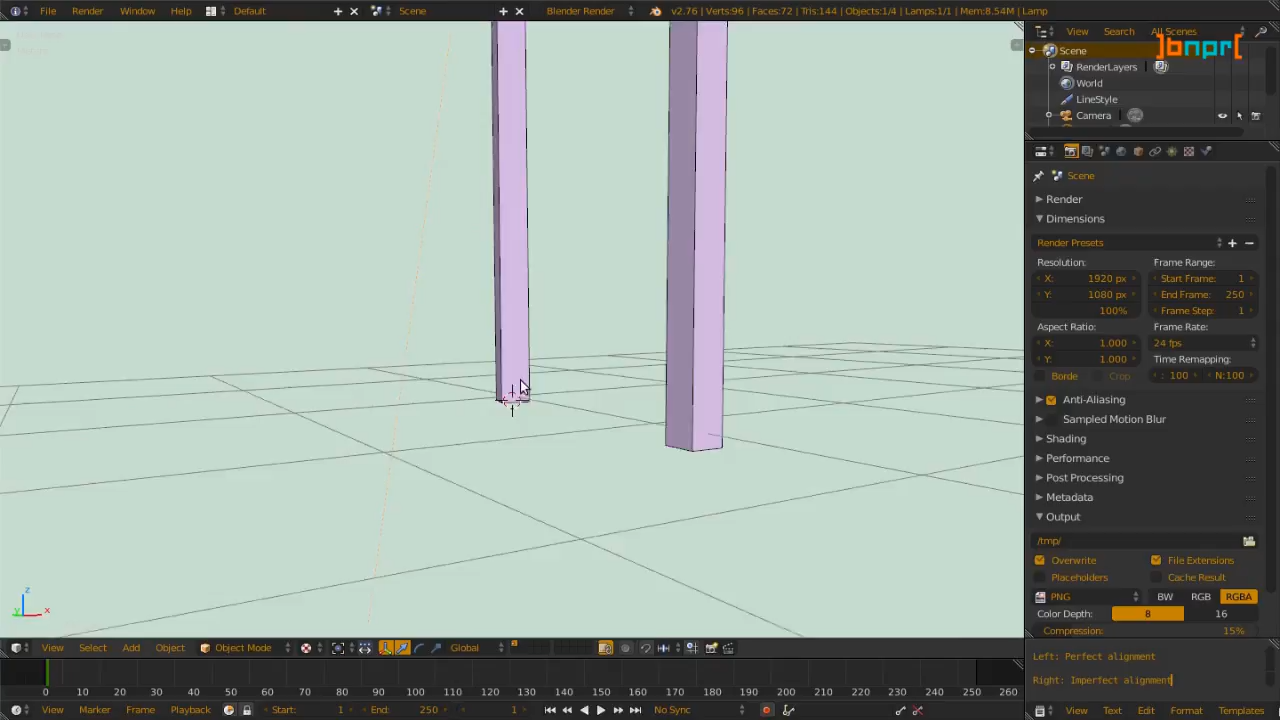 File Render Window Help Default Scene Blender Render v2.76 | Verts:96 | Faces:72 | Tris:144 | Objects:1/4 | Lamps:1/1 | Mem:8.54M | Lamp
View Search All Scenes
]bnpr[
Scene
RenderLayers
World
LineStyle
Camera
Scene
Render
Dimensions
Render Presets
Resolution: Frame Range:
X: 1920 px Start Frame: 1
Y: 1080 px End Frame: 250
100% Frame Step: 1
Aspect Ratio: Frame Rate:
X: 1.000 24 fps
Y: 1.000 Time Remapping:
Borde Crop : 100 N:100
Anti-Aliasing
Sampled Motion Blur
Shading
Performance
Post Processing
Metadata
Output
/tmp/
Overwrite File Extensions
Placeholders Cache Result
PNG BW RGB RGBA
Color Depth: 8 16
Compression: 15%
z
y x
View Select Add Object Object Mode Global
Left: Perfect alignment
Right: Imperfect alignment
0 10 20 30 40 50 60 70 80 90 100 110 120 130 140 150 160 170 180 190 200 210 220 230 240 250 260
View Marker Frame Playback Start: 1 End: 250 1 No Sync
View Text Edit Format Templates